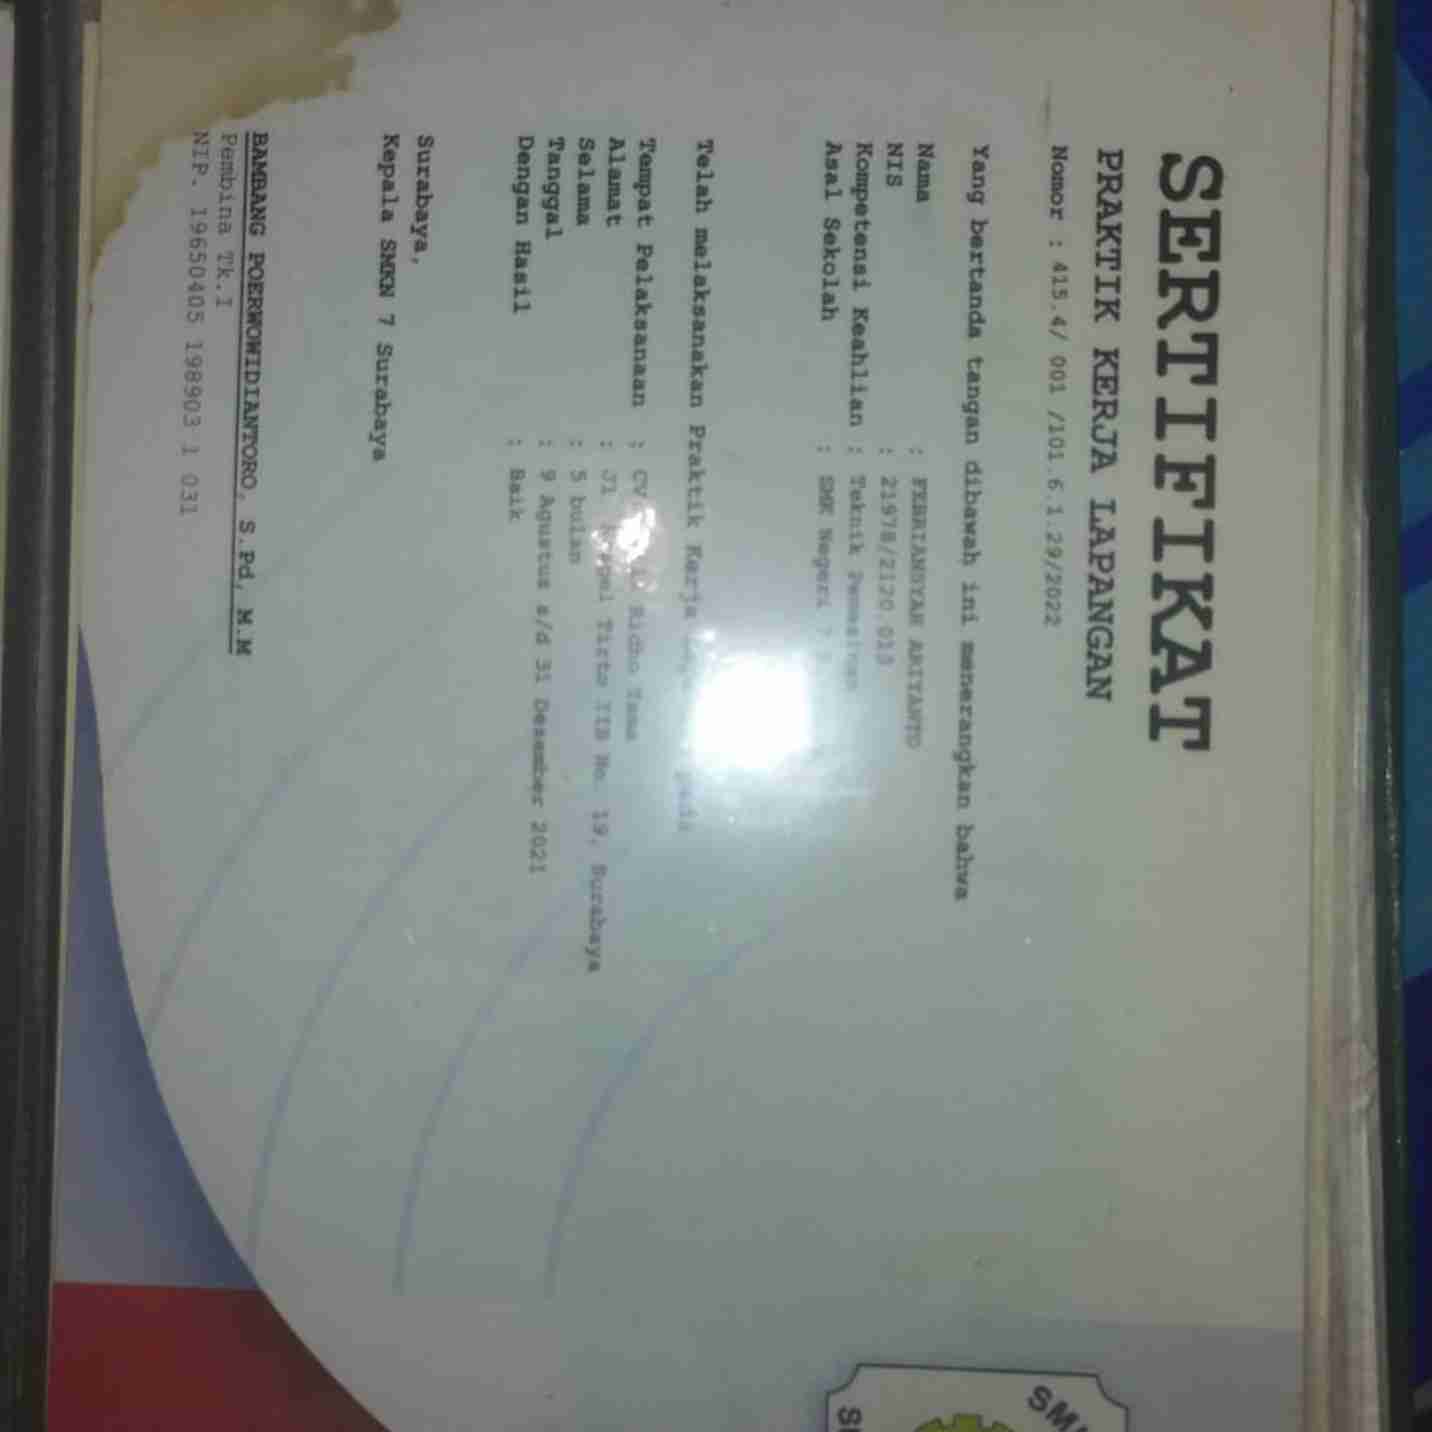 SERTIFIKAT
PRAKTIK KERJA LAPANGAN
Nomor : 415.4/ 001 /101.6.1.29/2022
Yang bertanda tangan dibawah ini menerangkan bahwa
Nama : FEBRIANSYAH ARIYANTO
NIS : 21978/2120.013
Kompetensi Keahlian : Teknik Pemesinan
Asal Sekolah : SMK Negeri 7
Telah melaksanakan Praktik Kerja pada
Tempat Pelaksanaan : CV Ridho Tama
Alamat : Jl Tirto IIB No. 19, Surabaya
Selama : 5 bulan
Tanggal : 9 Agustus s/d 31 Desember 2021
Dengan Hasil : Baik
Surabaya,
Kepala SMKN 7 Surabaya
BAMBANG POERWOWIDIANTORO, S.Pd, M.M
Pembina Tk.I
NIP. 19650405 198903 1 031